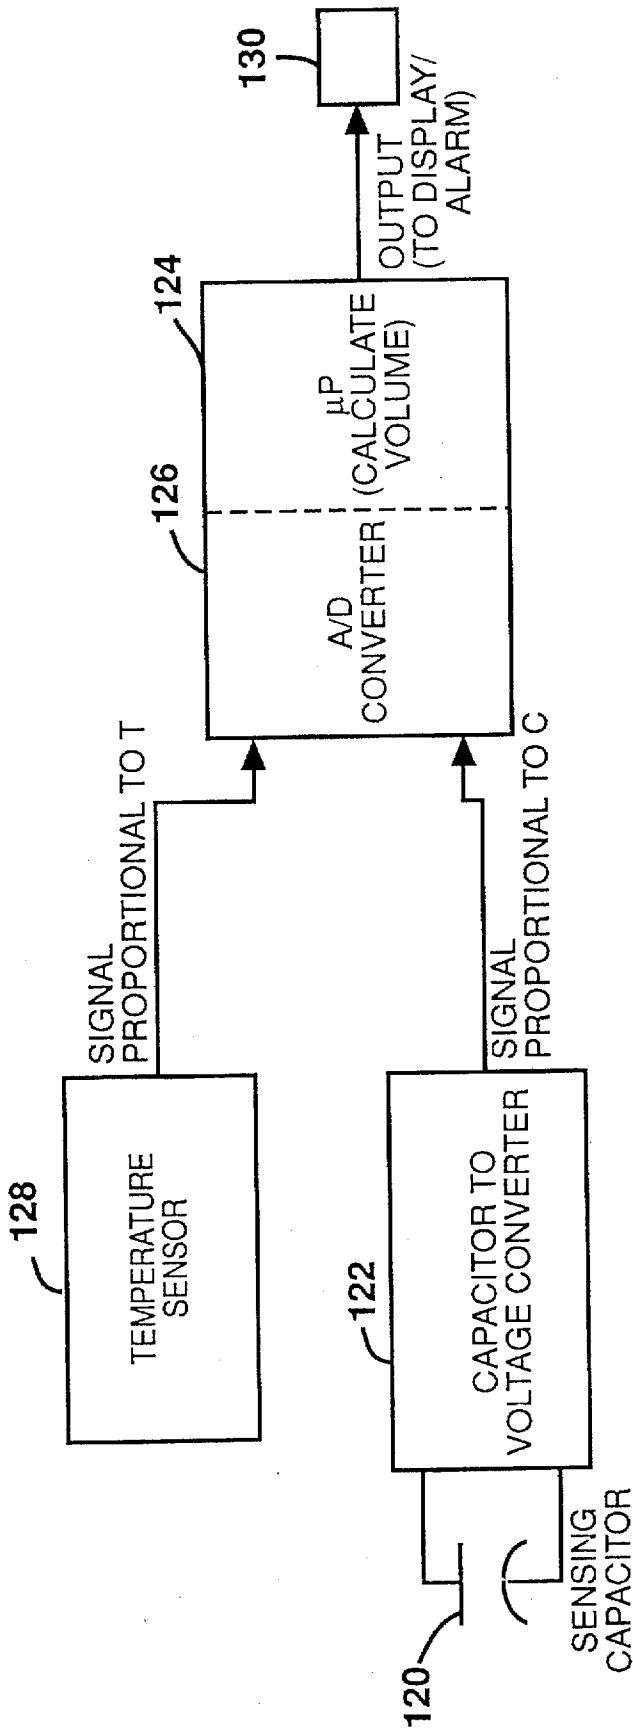 128
TEMPERATURE
SENSOR
SIGNAL
PROPORTIONAL TO T
120
SENSING
CAPACITOR
122
CAPACITOR TO
VOLTAGE CONVERTER
SIGNAL
PROPORTIONAL TO C
126
A/D
CONVERTER
124
µP
(CALCULATE
VOLUME)
OUTPUT
(TO DISPLAY/
ALARM)
130